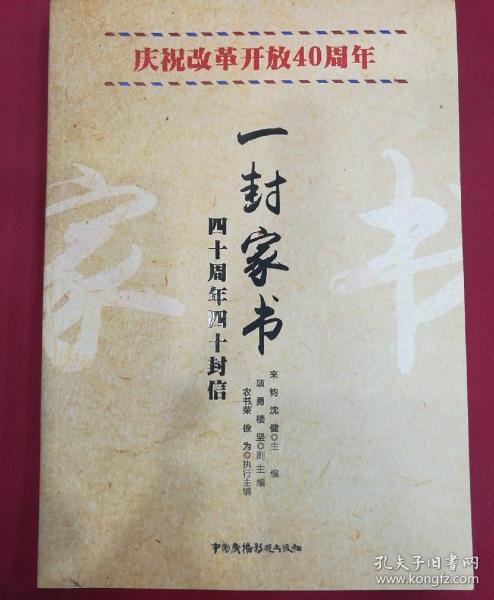 庆祝改革开放40周年
一封家书
四十周年四十封信
来钧 沈健◎主编
项勇 楼坚◎副主编
农书荣 徐为◎执行主编
家书
中国广播影视出版社
孔夫子旧书网
www.kongfz.com